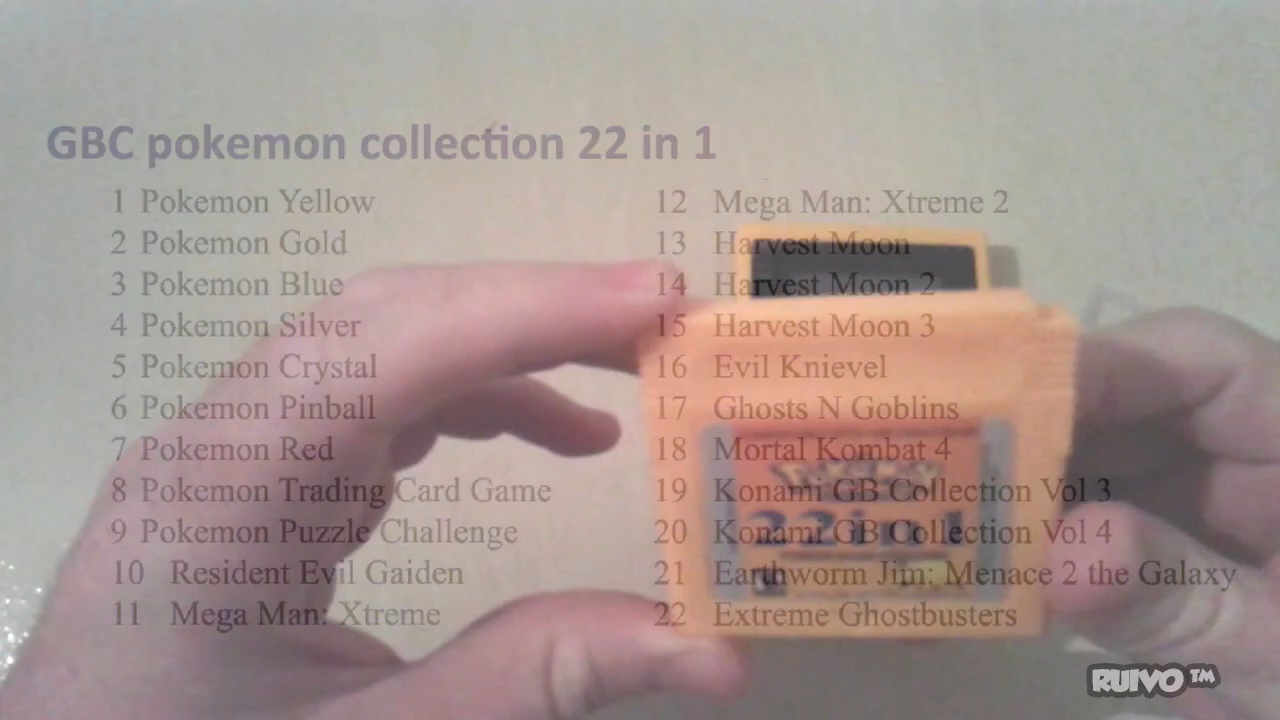 GBC pokemon collection 22 in 1
1 Pokemon Yellow
2 Pokemon Gold
3 Pokemon Blue
4 Pokemon Silver
5 Pokemon Crystal
6 Pokemon Pinball
7 Pokemon Red
8 Pokemon Trading Card Game
9 Pokemon Puzzle Challenge
10 Resident Evil Gaiden
11 Mega Man: Xtreme
12 Mega Man: Xtreme 2
13 Harvest Moon
14 Harvest Moon 2
15 Harvest Moon 3
16 Evil Knievel
17 Ghosts N Goblins
18 Mortal Kombat 4
19 Konami GB Collection Vol 3
20 Konami GB Collection Vol 4
21 Earthworm Jim: Menace 2 the Galaxy
22 Extreme Ghostbusters
POKéMON
22in1
RUIVO™